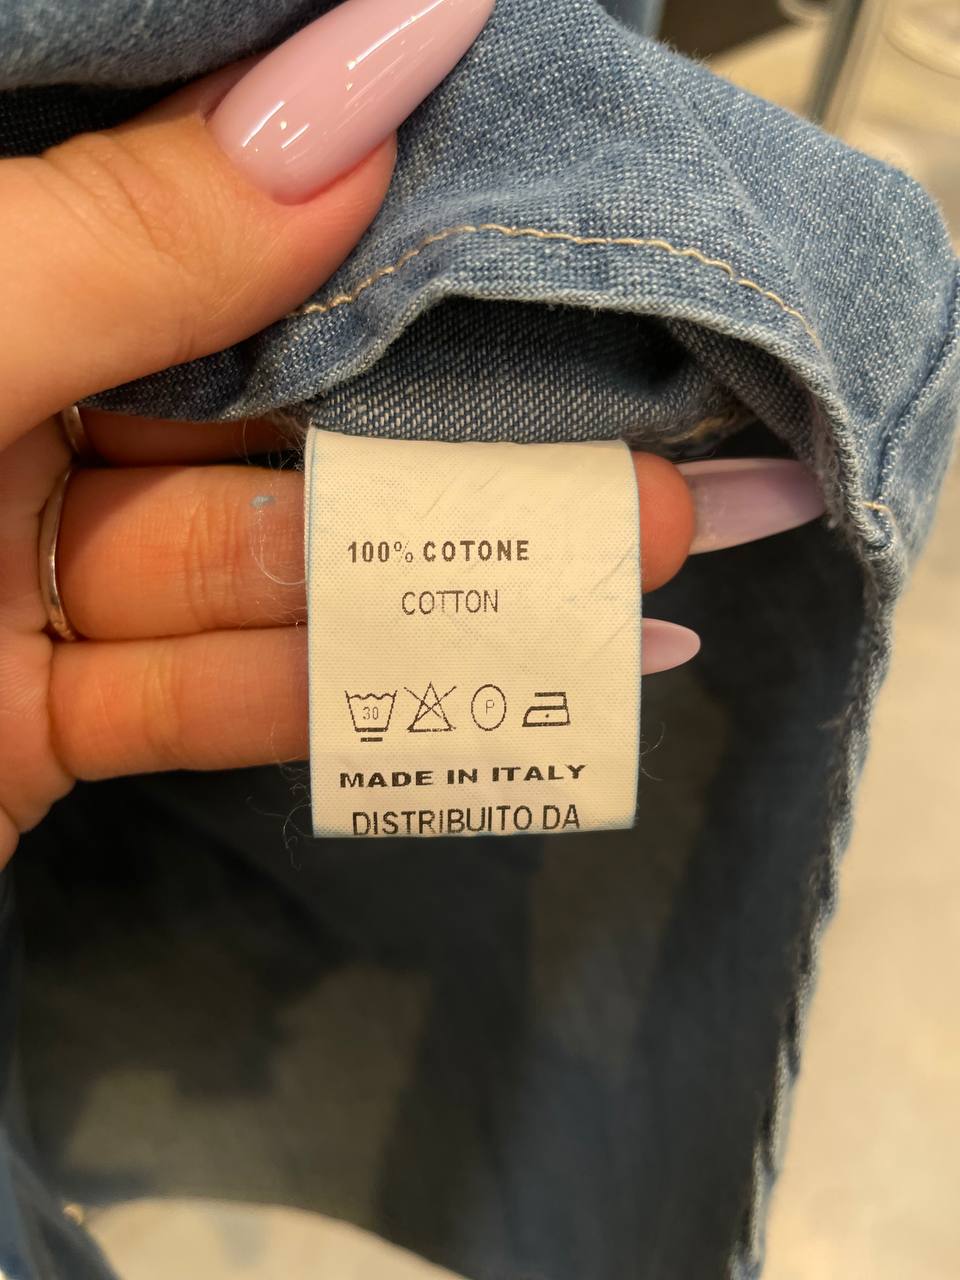 100% COTONE
COTTON
30 P
MADE IN ITALY
DISTRIBUITO DA